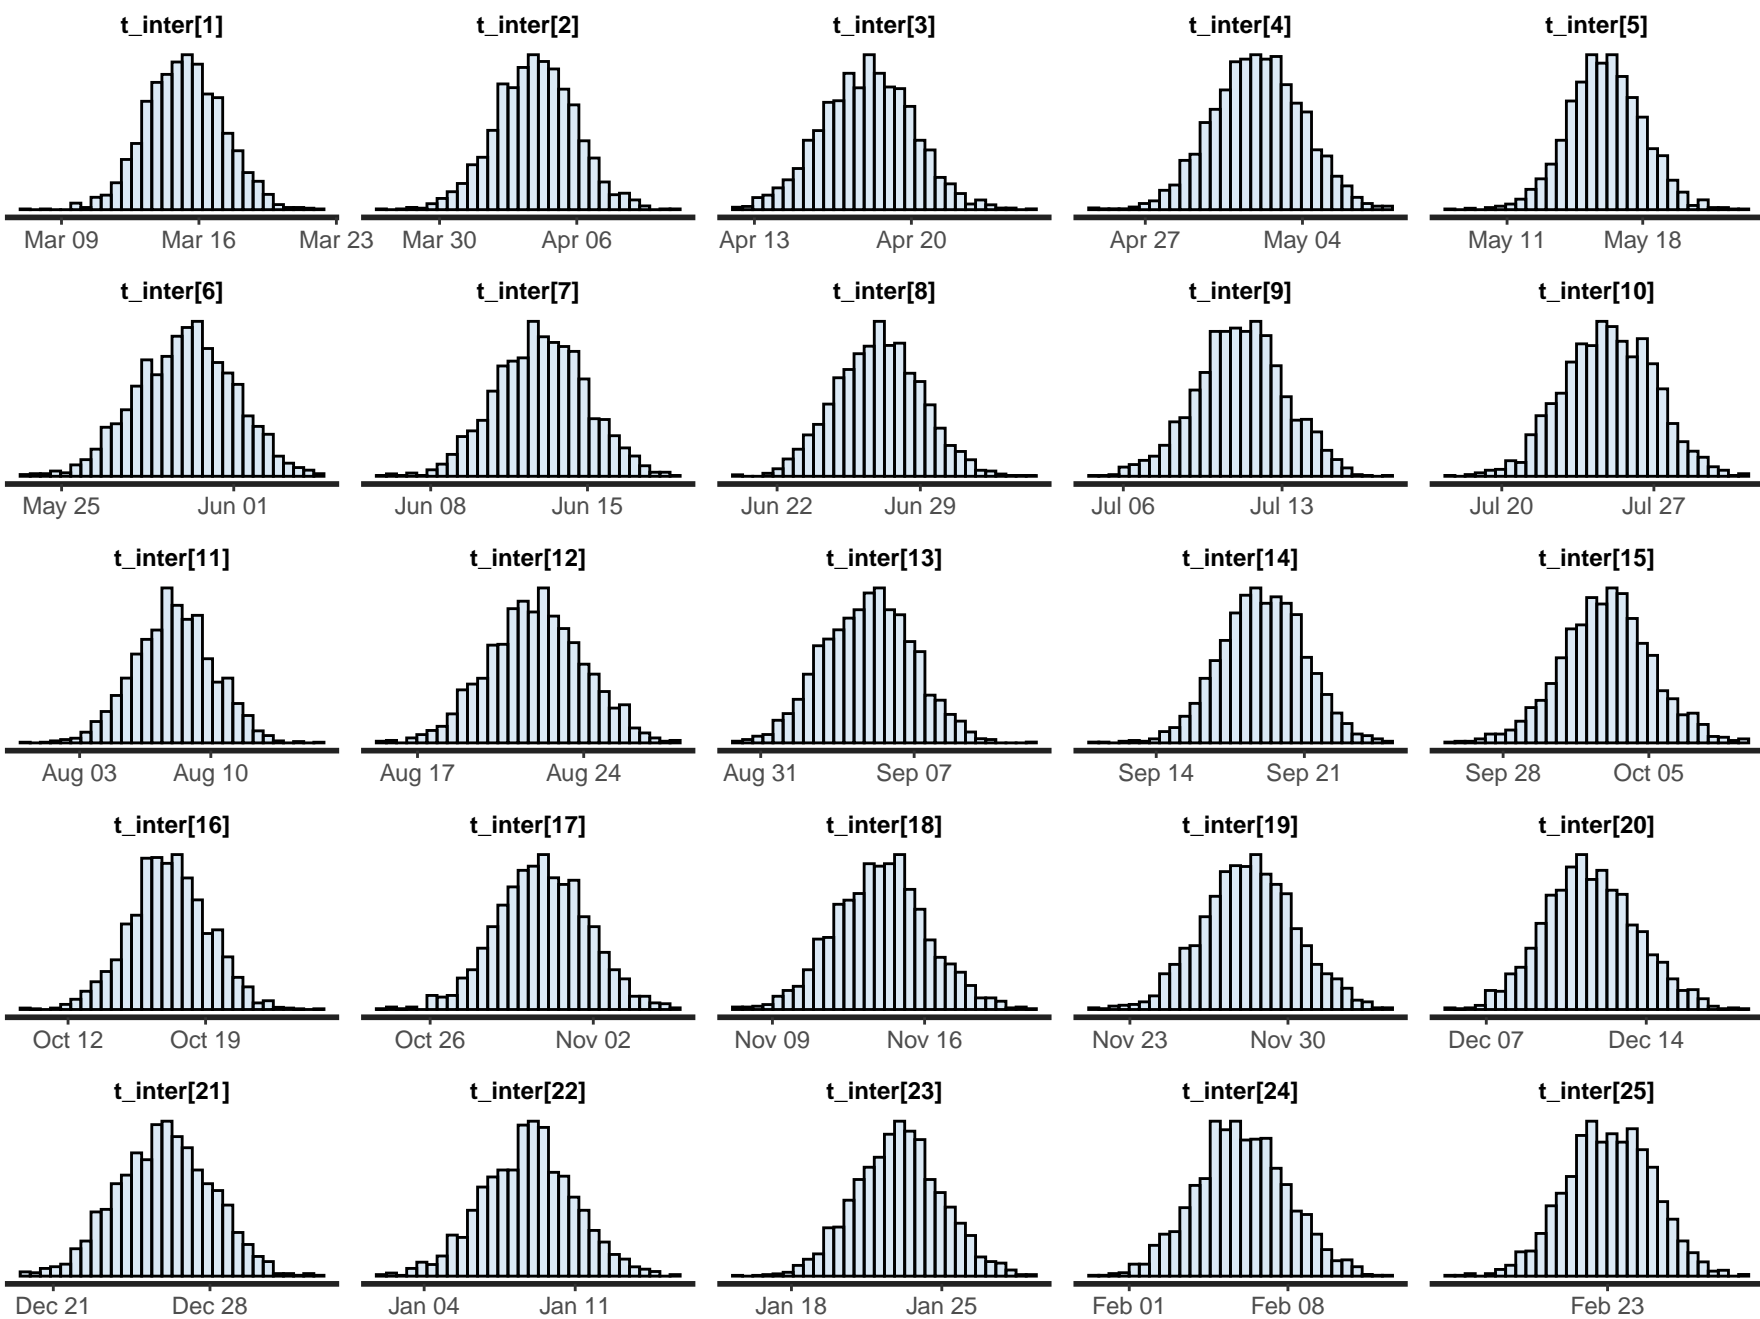 t_inter[1] t_inter[2] t_inter[3] t_inter[4] t_inter[5]
Mar 09 Mar 16 Mar 23 Mar 30 Apr 06 Apr 13 Apr 20 Apr 27 May 04 May 11 May 18
t_inter[6] t_inter[7] t_inter[8] t_inter[9] t_inter[10]
May 25 Jun 01 Jun 08 Jun 15 Jun 22 Jun 29 Jul 06 Jul 13 Jul 20 Jul 27
t_inter[11] t_inter[12] t_inter[13] t_inter[14] t_inter[15]
Aug 03 Aug 10 Aug 17 Aug 24 Aug 31 Sep 07 Sep 14 Sep 21 Sep 28 Oct 05
t_inter[16] t_inter[17] t_inter[18] t_inter[19] t_inter[20]
Oct 12 Oct 19 Oct 26 Nov 02 Nov 09 Nov 16 Nov 23 Nov 30 Dec 07 Dec 14
t_inter[21] t_inter[22] t_inter[23] t_inter[24] t_inter[25]
Dec 21 Dec 28 Jan 04 Jan 11 Jan 18 Jan 25 Feb 01 Feb 08 Feb 23